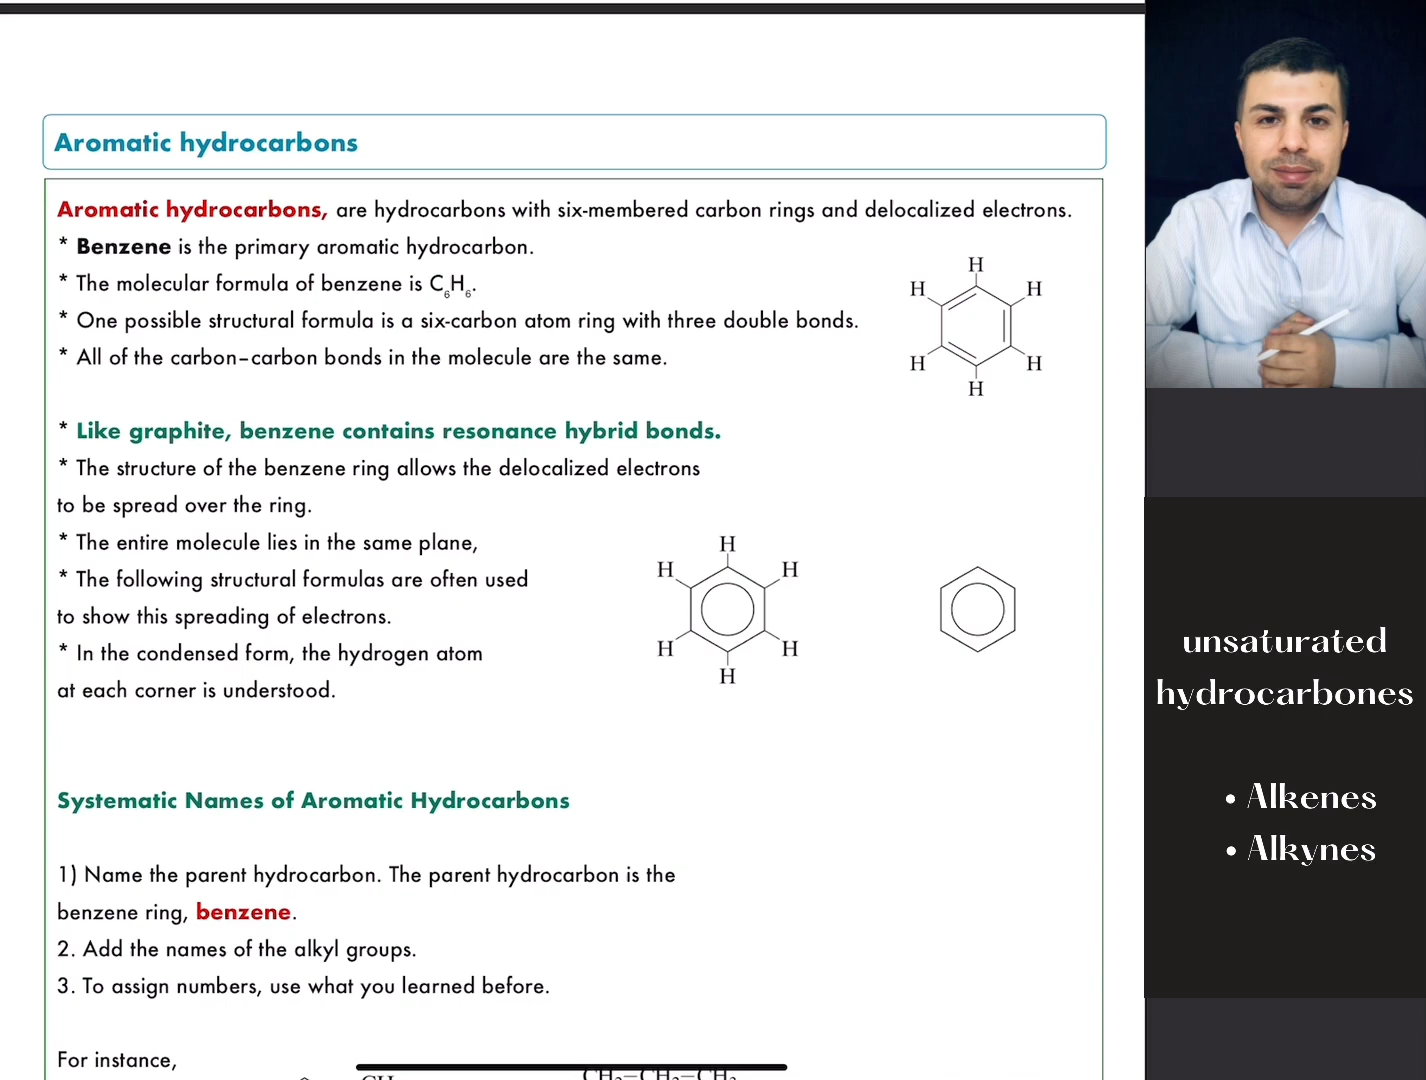 Aromatic hydrocarbons
Aromatic hydrocarbons, are hydrocarbons with six-membered carbon rings and delocalized electrons.
* Benzene is the primary aromatic hydrocarbon.
* The molecular formula of benzene is C₆H₆.
* One possible structural formula is a six-carbon atom ring with three double bonds.
* All of the carbon–carbon bonds in the molecule are the same.
H
H H
H H
H
* Like graphite, benzene contains resonance hybrid bonds.
* The structure of the benzene ring allows the delocalized electrons
to be spread over the ring.
* The entire molecule lies in the same plane,
* The following structural formulas are often used
to show this spreading of electrons.
* In the condensed form, the hydrogen atom
at each corner is understood.
H
H H
H H
H
Systematic Names of Aromatic Hydrocarbons
1) Name the parent hydrocarbon. The parent hydrocarbon is the
benzene ring, benzene.
2. Add the names of the alkyl groups.
3. To assign numbers, use what you learned before.
For instance,
unsaturated
hydrocarbones
• Alkenes
• Alkynes